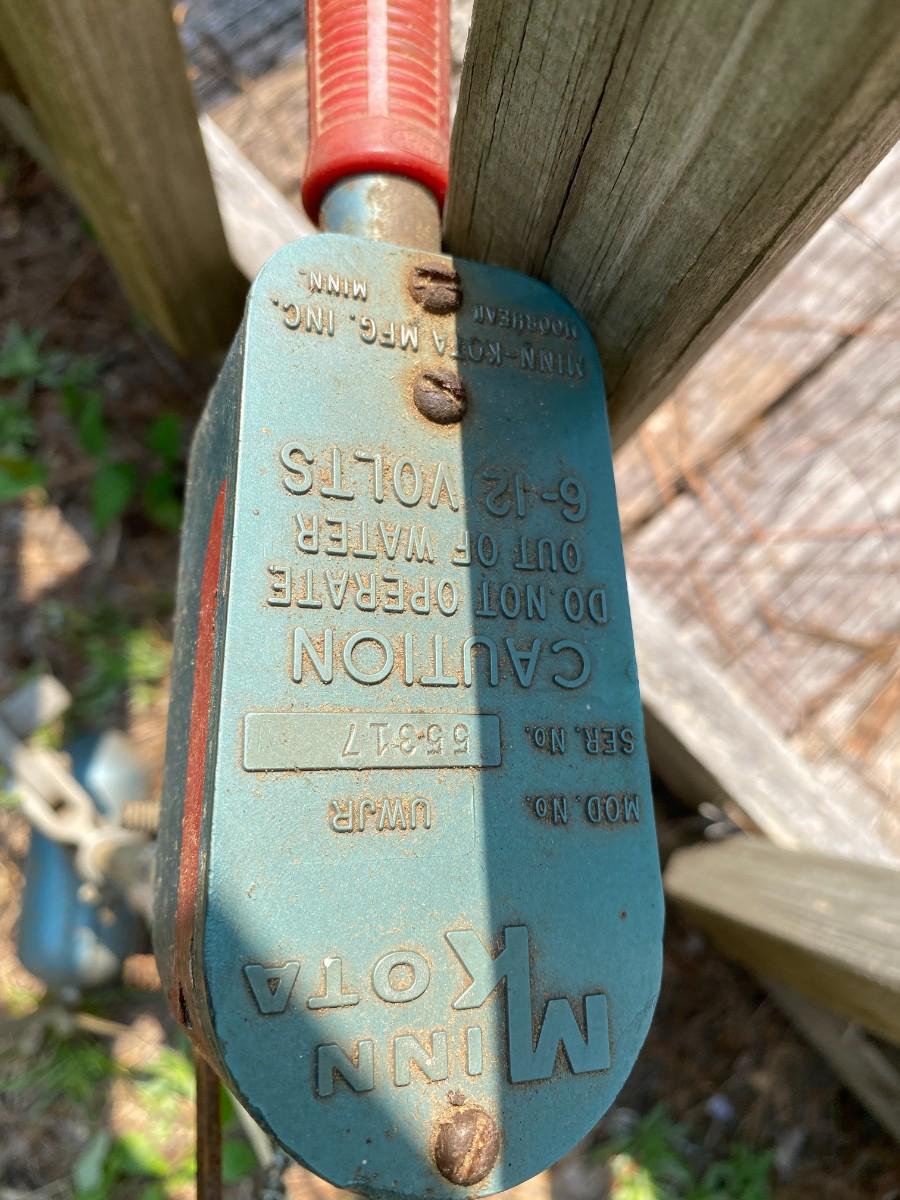 MINN
KOTA
MOD. No. UWJR
SER. No. 55317
CAUTION
DO NOT OPERATE
OUT OF WATER
6-12 VOLTS
MINN-KOTA MFG. INC.
MOORHEAD MINN.